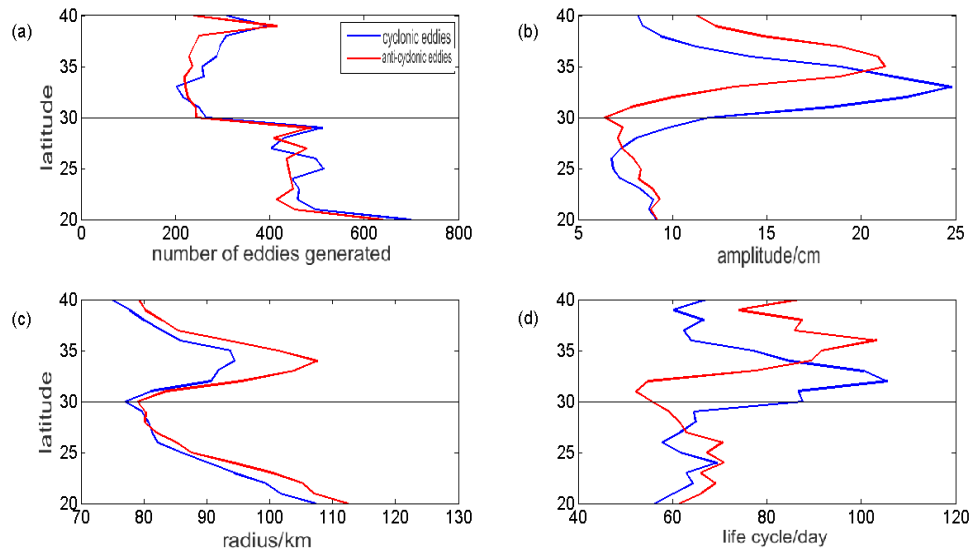 (a)
cyclonic eddies
anti-cyclonic eddies
latitude
40
35
30
25
20
0 200 400 600 800
number of eddies generated
(b)
40
35
30
25
20
5 10 15 20 25
amplitude/cm
(c)
latitude
40
35
30
25
20
70 80 90 100 110 120 130
radius/km
(d)
40
35
30
25
20
40 60 80 100 120
life cycle/day